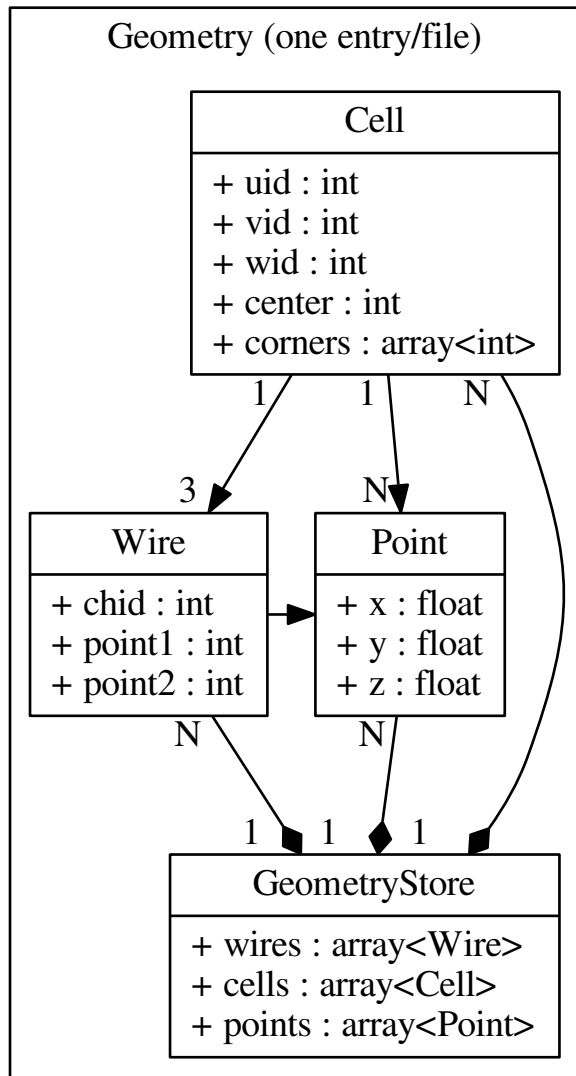 Geometry (one entry/file)
Cell
+ uid : int
+ vid : int
+ wid : int
+ center : int
+ corners : array<int>
1 1 N
3 N
Wire Point
+ chid : int
+ point1 : int
+ point2 : int
+ x : float
+ y : float
+ z : float
N N
1 1 1
GeometryStore
+ wires : array<Wire>
+ cells : array<Cell>
+ points : array<Point>